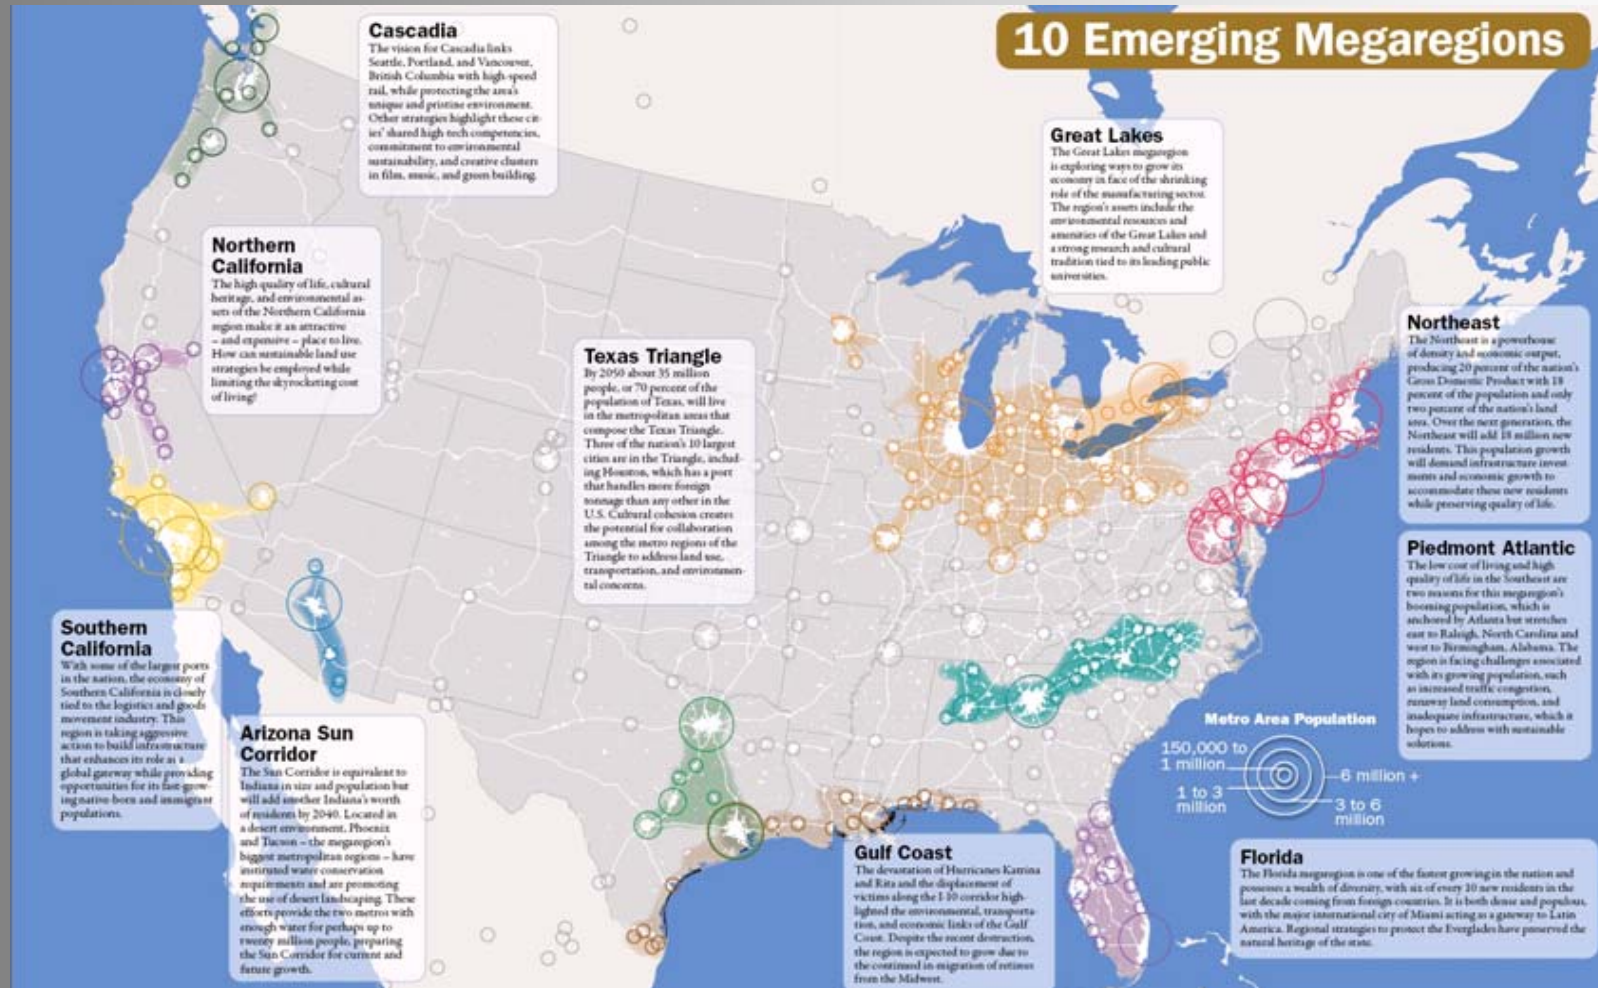 10 Emerging Megaregions
Cascadia
The vision for Cascadia links
Seattle, Portland, and Vancouver,
British Columbia with high-speed
rail, while protecting the area's
unique and pristine environment.
Other strategies highlight these cit-
ies' shared high-tech competencies,
commitment to environmental
sustainability, and creative clusters
in film, music, and green building.
Great Lakes
The Great Lakes megaregion
is exploring ways to grow its
economy in face of the shrinking
role of the manufacturing sector.
The region's assets include the
environmental resources and
amenities of the Great Lakes and
a strong research and cultural
tradition tied to its leading public
universities.
Northern
California
The high quality of life, cultural
heritage, and environmental as-
sets of the Northern California
region make it an attractive
– and expensive – place to live.
How can sustainable land use
strategies be employed while
limiting the skyrocketing cost
of living?
Texas Triangle
By 2050 about 35 million
people, or 70 percent of the
population of Texas, will live
in the metropolitan areas that
compose the Texas Triangle.
Three of the nation's 10 largest
cities are in the Triangle, includ-
ing Houston, which has a port
that handles more foreign
tonnage than any other in the
U.S. Cultural cohesion creates
the potential for collaboration
among the metro regions of the
Triangle to address land use,
transportation, and environmen-
tal concerns.
Northeast
The Northeast is a powerhouse
of density and economic output,
producing 20 percent of the nation's
Gross Domestic Product with 18
percent of the population and only
two percent of the nation's land
area. Over the next generation, the
Northeast will add 18 million new
residents. This population growth
will demand infrastructure invest-
ments and economic growth to
accommodate these new residents
while preserving quality of life.
Piedmont Atlantic
The low cost of living and high
quality of life in the Southeast are
two reasons for this megaregion's
booming population, which is
anchored by Atlanta but stretches
east to Raleigh, North Carolina and
west to Birmingham, Alabama. The
region is facing challenges associated
with its growing population, such
as increased traffic congestion,
runaway land consumption, and
inadequate infrastructure, which it
hopes to address with sustainable
solutions.
Southern
California
With some of the largest ports
in the nation, the economy of
Southern California is closely
tied to the logistics and goods
movement industry. This
region is taking aggressive
action to build infrastructure
that enhances its role as a
global gateway while providing
opportunities for its fast-grow-
ing native-born and immigrant
populations.
Arizona Sun
Corridor
The Sun Corridor is equivalent to
Indiana in size and population but
will add another Indiana's worth
of residents by 2040. Located in
a desert environment, Phoenix
and Tucson – the megaregion's
biggest metropolitan regions – have
instituted water conservation
requirements and are promoting
the use of desert landscaping. These
efforts provide the two metros with
enough water for perhaps up to
twenty million people, preparing
the Sun Corridor for current and
future growth.
Metro Area Population
150,000 to
1 million
1 to 3
million
6 million +
3 to 6
million
Gulf Coast
The devastation of Hurricanes Katrina
and Rita and the displacement of
victims along the I-10 corridor high-
lighted the environmental, transporta-
tion, and economic links of the Gulf
Coast. Despite the recent destruction,
the region is expected to grow due to
the continued in-migration of retirees
from the Midwest.
Florida
The Florida megaregion is one of the fastest growing in the nation and
possesses a wealth of diversity, with six of every 10 new residents in the
last decade coming from foreign countries. It is both dense and populous,
with the major international city of Miami acting as a gateway to Latin
America. Regional strategies to protect the Everglades have preserved the
natural heritage of the state.